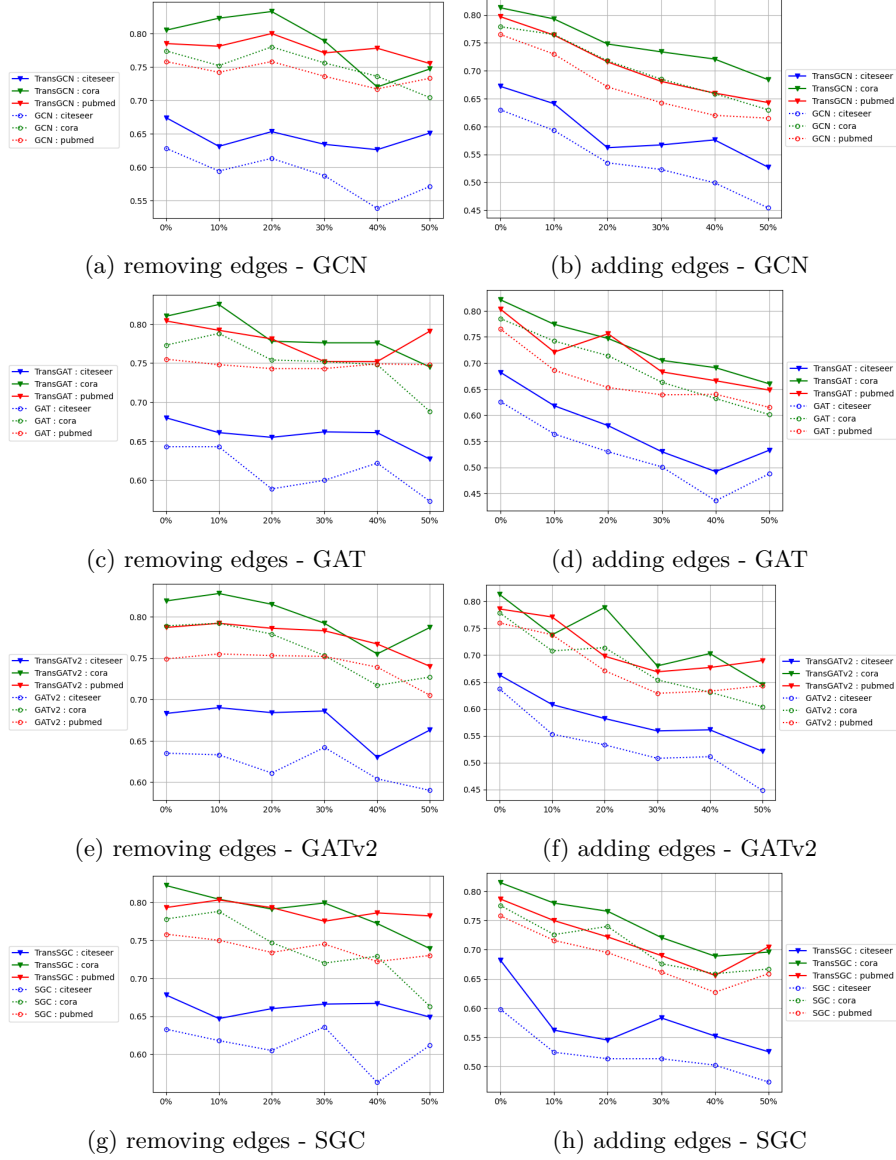 0.80
0.75
0.70
0.65
0.60
0.55
0% 10% 20% 30% 40% 50%
TransGCN : citeseer
TransGCN : cora
TransGCN : pubmed
GCN : citeseer
GCN : cora
GCN : pubmed
(a) removing edges - GCN
0.80
0.75
0.70
0.65
0.60
0.55
0.50
0.45
0% 10% 20% 30% 40% 50%
TransGCN : citeseer
TransGCN : cora
TransGCN : pubmed
GCN : citeseer
GCN : cora
GCN : pubmed
(b) adding edges - GCN
0.80
0.75
0.70
0.65
0.60
0% 10% 20% 30% 40% 50%
TransGAT : citeseer
TransGAT : cora
TransGAT : pubmed
GAT : citeseer
GAT : cora
GAT : pubmed
(c) removing edges - GAT
0.80
0.75
0.70
0.65
0.60
0.55
0.50
0.45
0% 10% 20% 30% 40% 50%
TransGAT : citeseer
TransGAT : cora
TransGAT : pubmed
GAT : citeseer
GAT : cora
GAT : pubmed
(d) adding edges - GAT
0.80
0.75
0.70
0.65
0.60
0% 10% 20% 30% 40% 50%
TransGATv2 : citeseer
TransGATv2 : cora
TransGATv2 : pubmed
GATv2 : citeseer
GATv2 : cora
GATv2 : pubmed
(e) removing edges - GATv2
0.80
0.75
0.70
0.65
0.60
0.55
0.50
0.45
0% 10% 20% 30% 40% 50%
TransGATv2 : citeseer
TransGATv2 : cora
TransGATv2 : pubmed
GATv2 : citeseer
GATv2 : cora
GATv2 : pubmed
(f) adding edges - GATv2
0.80
0.75
0.70
0.65
0.60
0% 10% 20% 30% 40% 50%
TransSGC : citeseer
TransSGC : cora
TransSGC : pubmed
SGC : citeseer
SGC : cora
SGC : pubmed
(g) removing edges - SGC
0.80
0.75
0.70
0.65
0.60
0.55
0.50
0% 10% 20% 30% 40% 50%
TransSGC : citeseer
TransSGC : cora
TransSGC : pubmed
SGC : citeseer
SGC : cora
SGC : pubmed
(h) adding edges - SGC